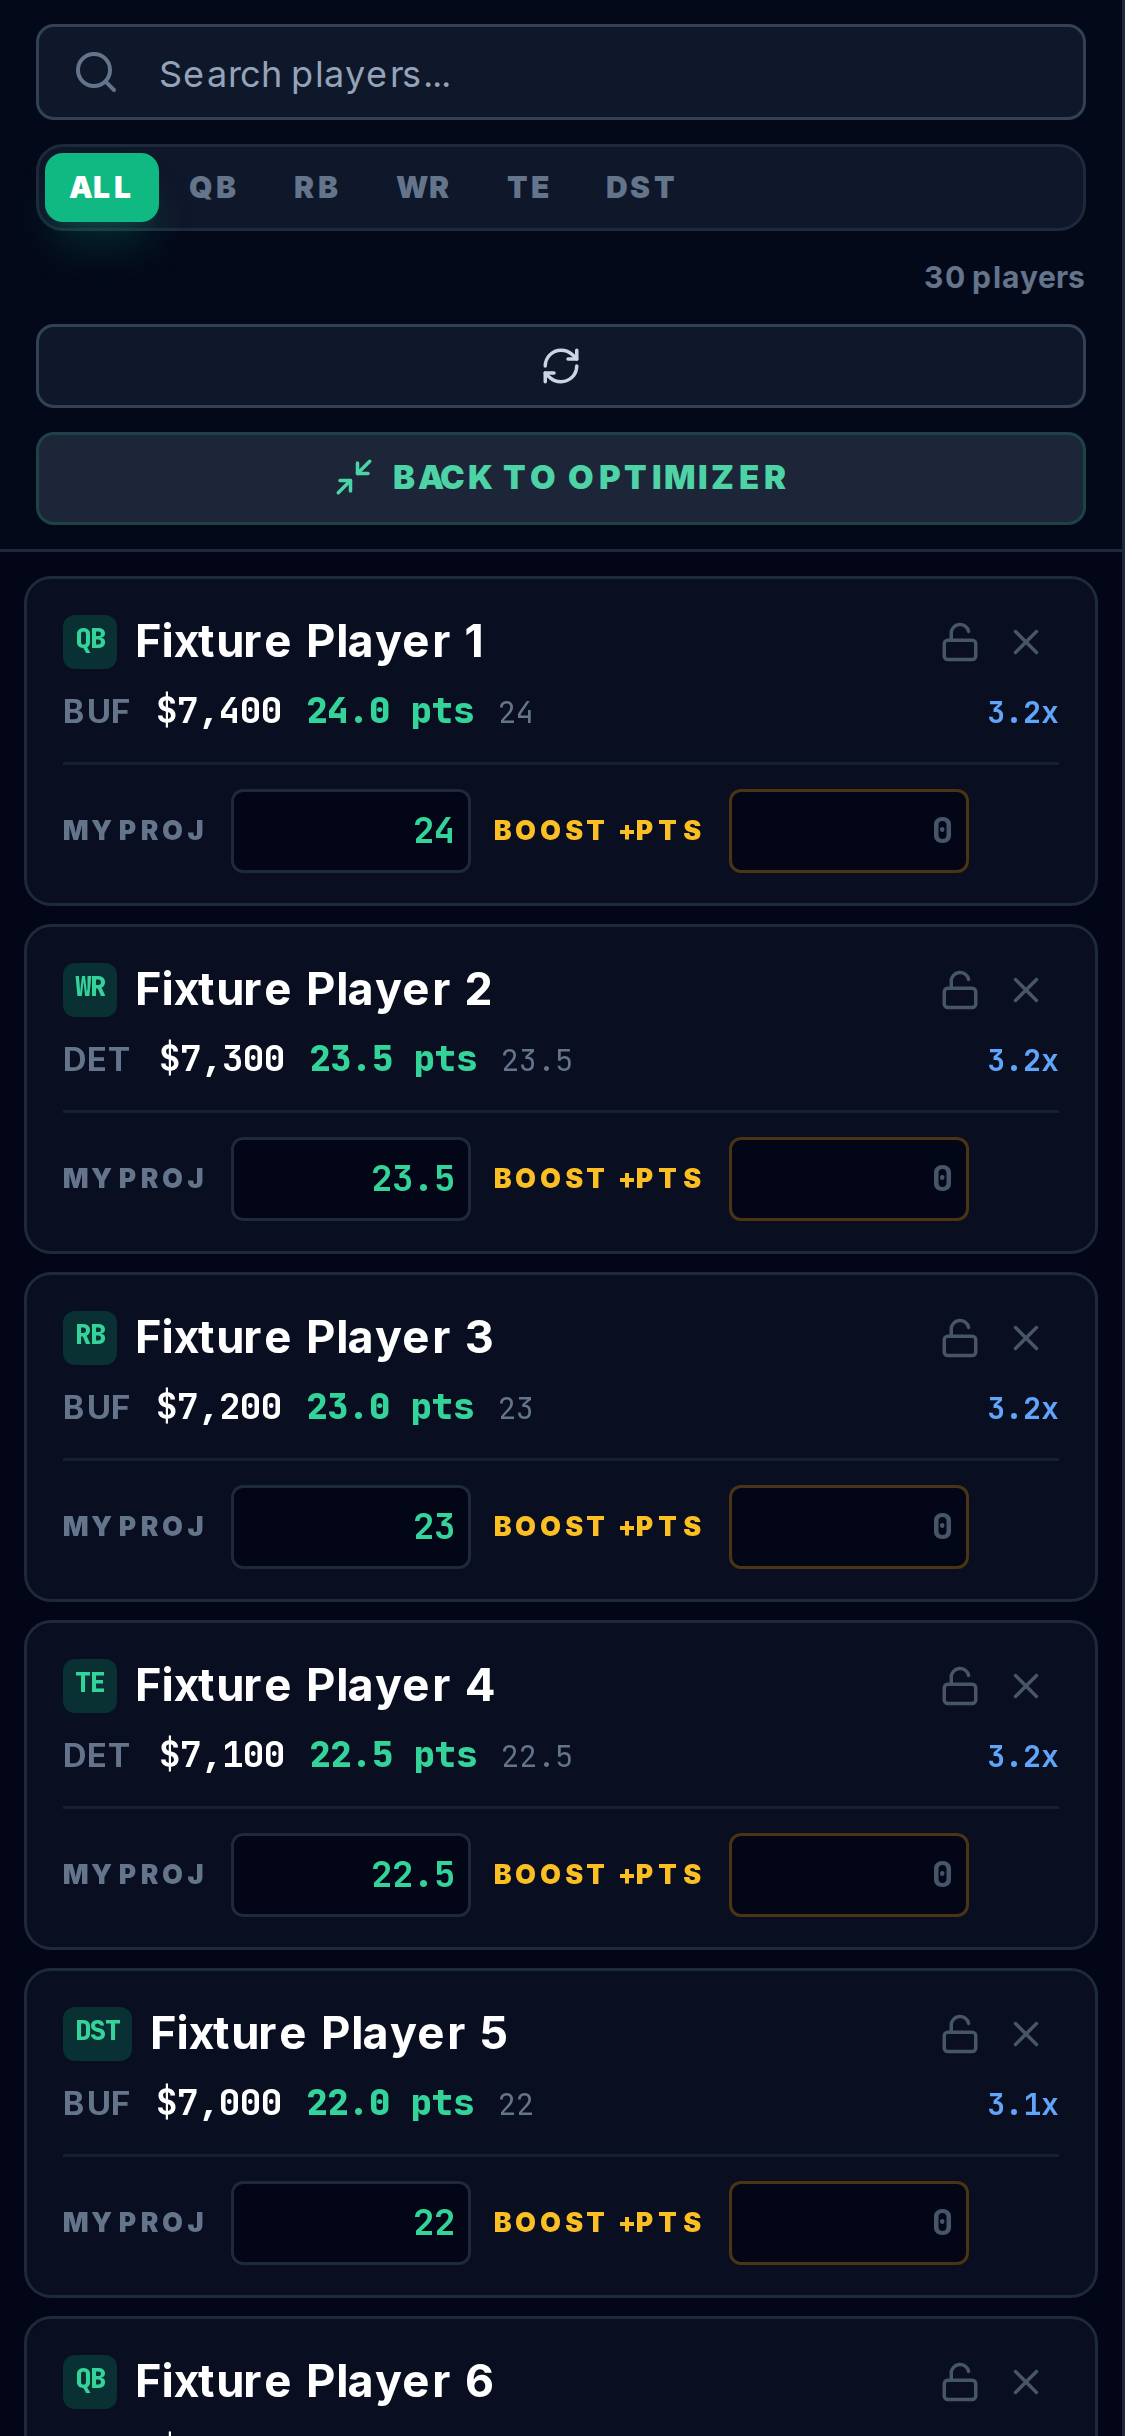 Search players...
ALL QB RB WR TE DST
30 players
BACK TO OPTIMIZER
QB Fixture Player 1
BUF $7,400 24.0 pts 24 3.2x
MY PROJ 24 BOOST +PTS 0
WR Fixture Player 2
DET $7,300 23.5 pts 23.5 3.2x
MY PROJ 23.5 BOOST +PTS 0
RB Fixture Player 3
BUF $7,200 23.0 pts 23 3.2x
MY PROJ 23 BOOST +PTS 0
TE Fixture Player 4
DET $7,100 22.5 pts 22.5 3.2x
MY PROJ 22.5 BOOST +PTS 0
DST Fixture Player 5
BUF $7,000 22.0 pts 22 3.1x
MY PROJ 22 BOOST +PTS 0
QB Fixture Player 6